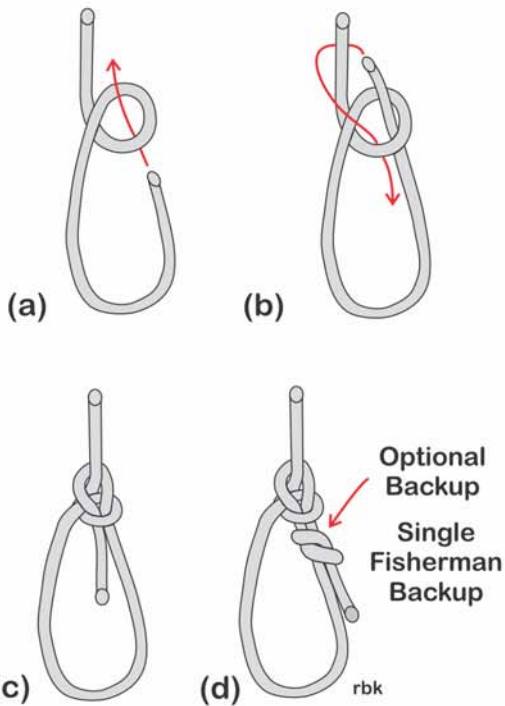 (a)
(b)
Optional
Backup
Single
Fisherman
Backup
c)
(d)
rbk